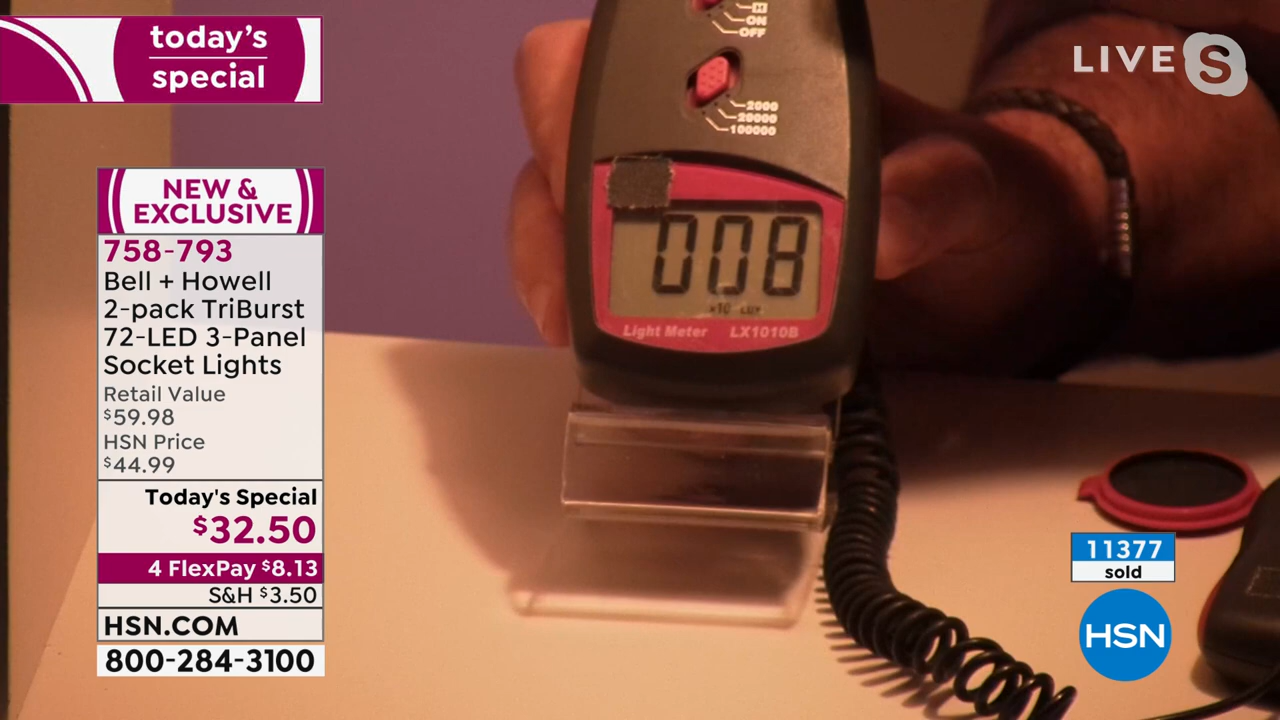 today's
special
LIVE S
ON
OFF
2000
20000
100000
NEW &
EXCLUSIVE
758-793
Bell + Howell
2-pack TriBurst
72-LED 3-Panel
Socket Lights
Retail Value
$59.98
HSN Price
$44.99
Today's Special
$32.50
4 FlexPay $8.13
S&H $3.50
HSN.COM
800-284-3100
008
Light Meter LX1010B
11377
sold
HSN